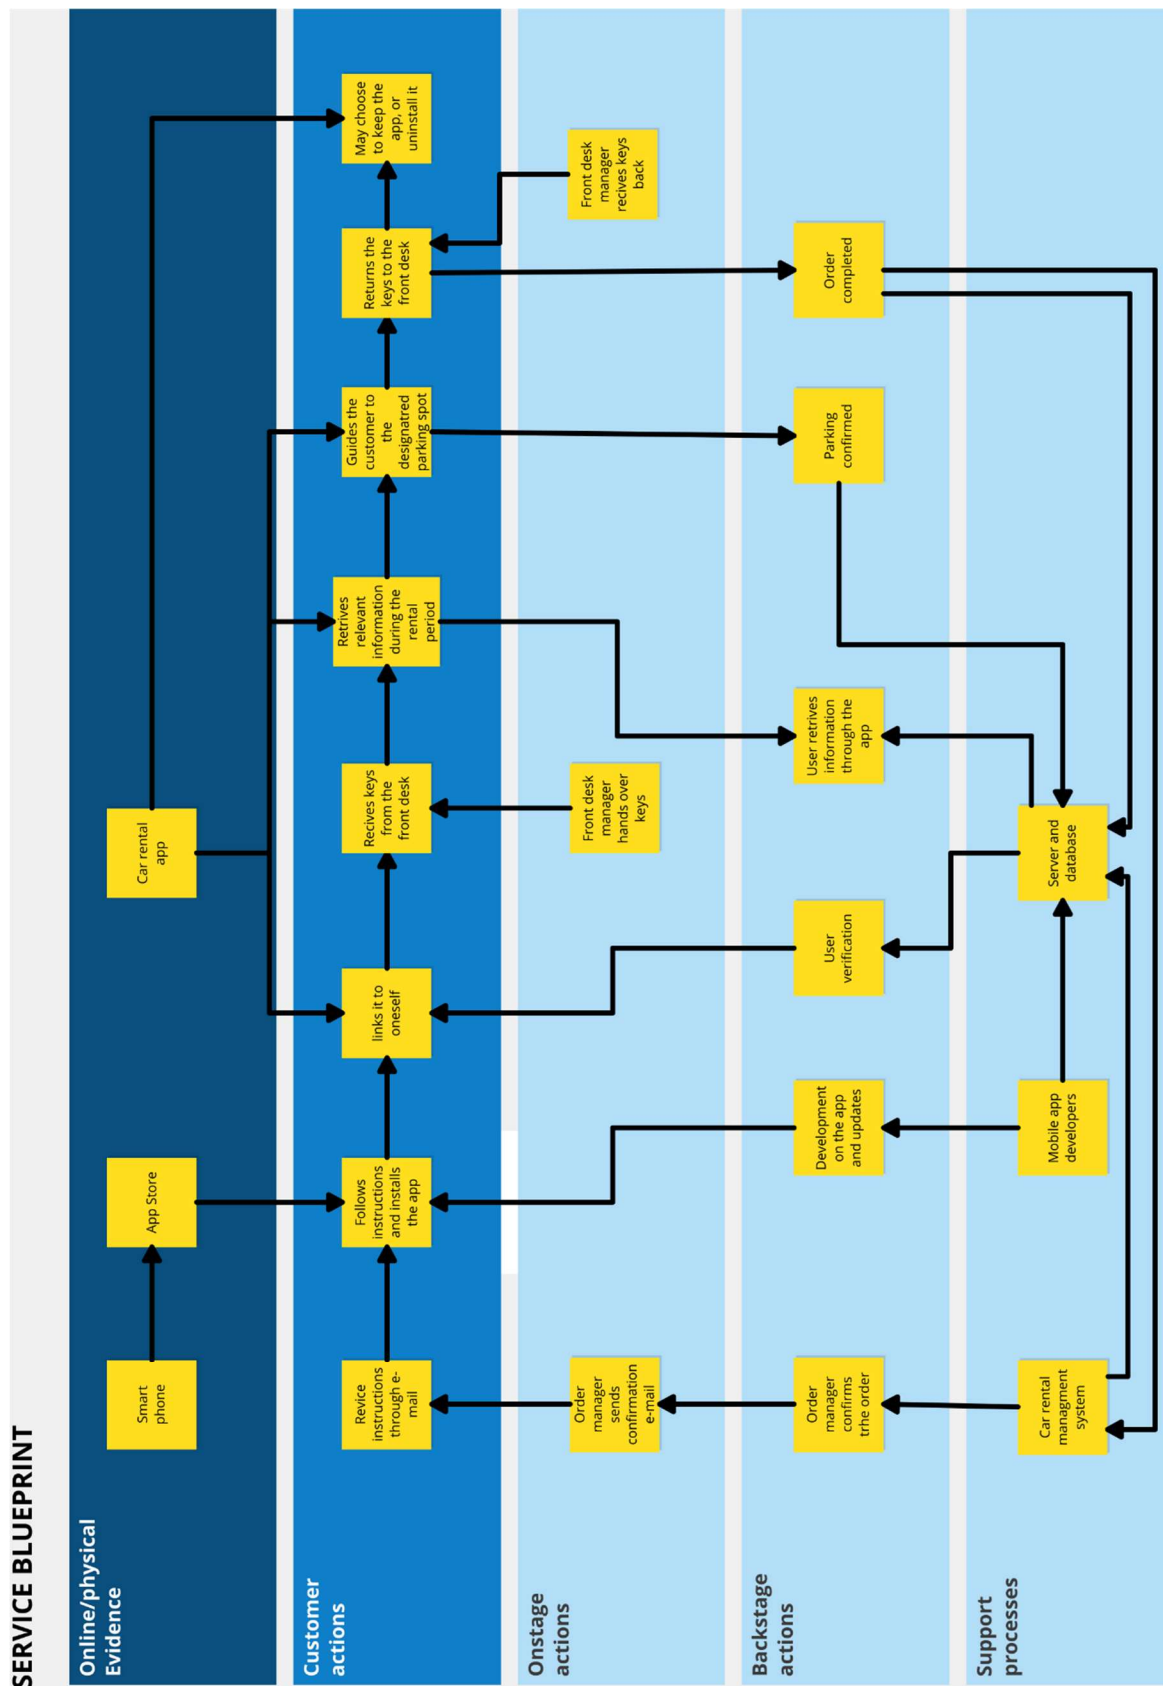 SERVICE BLUEPRINT
Online/physical
Evidence
Smart
phone
App Store
Car rental
app
Customer
actions
Revice
instructions
through e-
mail
Follows
instructions
and installs
the app
links it to
oneself
Recives keys
from the
front desk
Retrives
relevant
information
during the
rental
period
Guides the
customer to
the
designatred
parking spot
Returns the
keys to the
front desk
May choose
to keep the
app, or
uninstall it
Onstage
actions
Order
manager
sends
confirmation
e-mail
Front desk
manager
hands over
keys
Front desk
manager
recives keys
back
Backstage
actions
Order
manager
confirms
trhe order
Development
on the app
and updates
User
verification
User retrives
information
through the
app
Parking
confirmed
Order
completed
Support
processes
Car rental
managment
system
Mobile app
developers
Server and
database